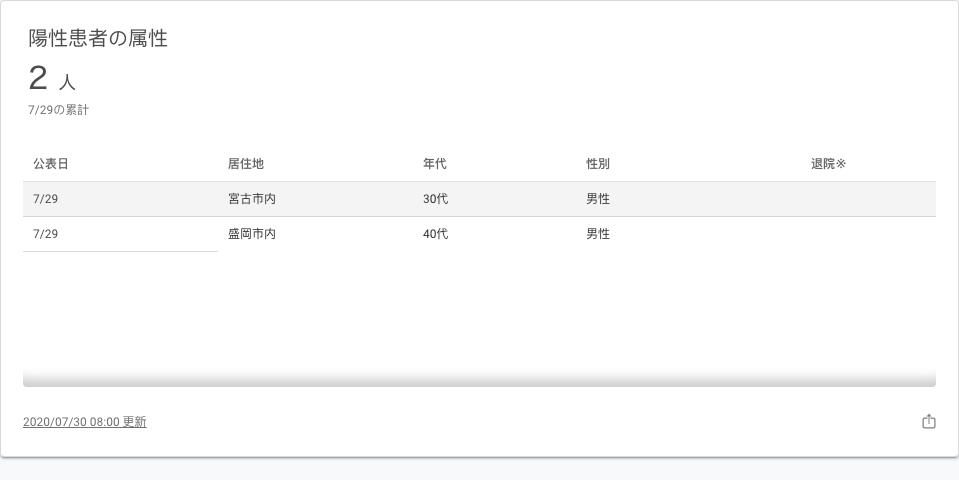 陽性患者の属性
2 人
7/29の累計
公表日 居住地 年代 性別 退院※
7/29 宮古市内 30代 男性
7/29 盛岡市内 40代 男性
2020/07/30 08:00 更新